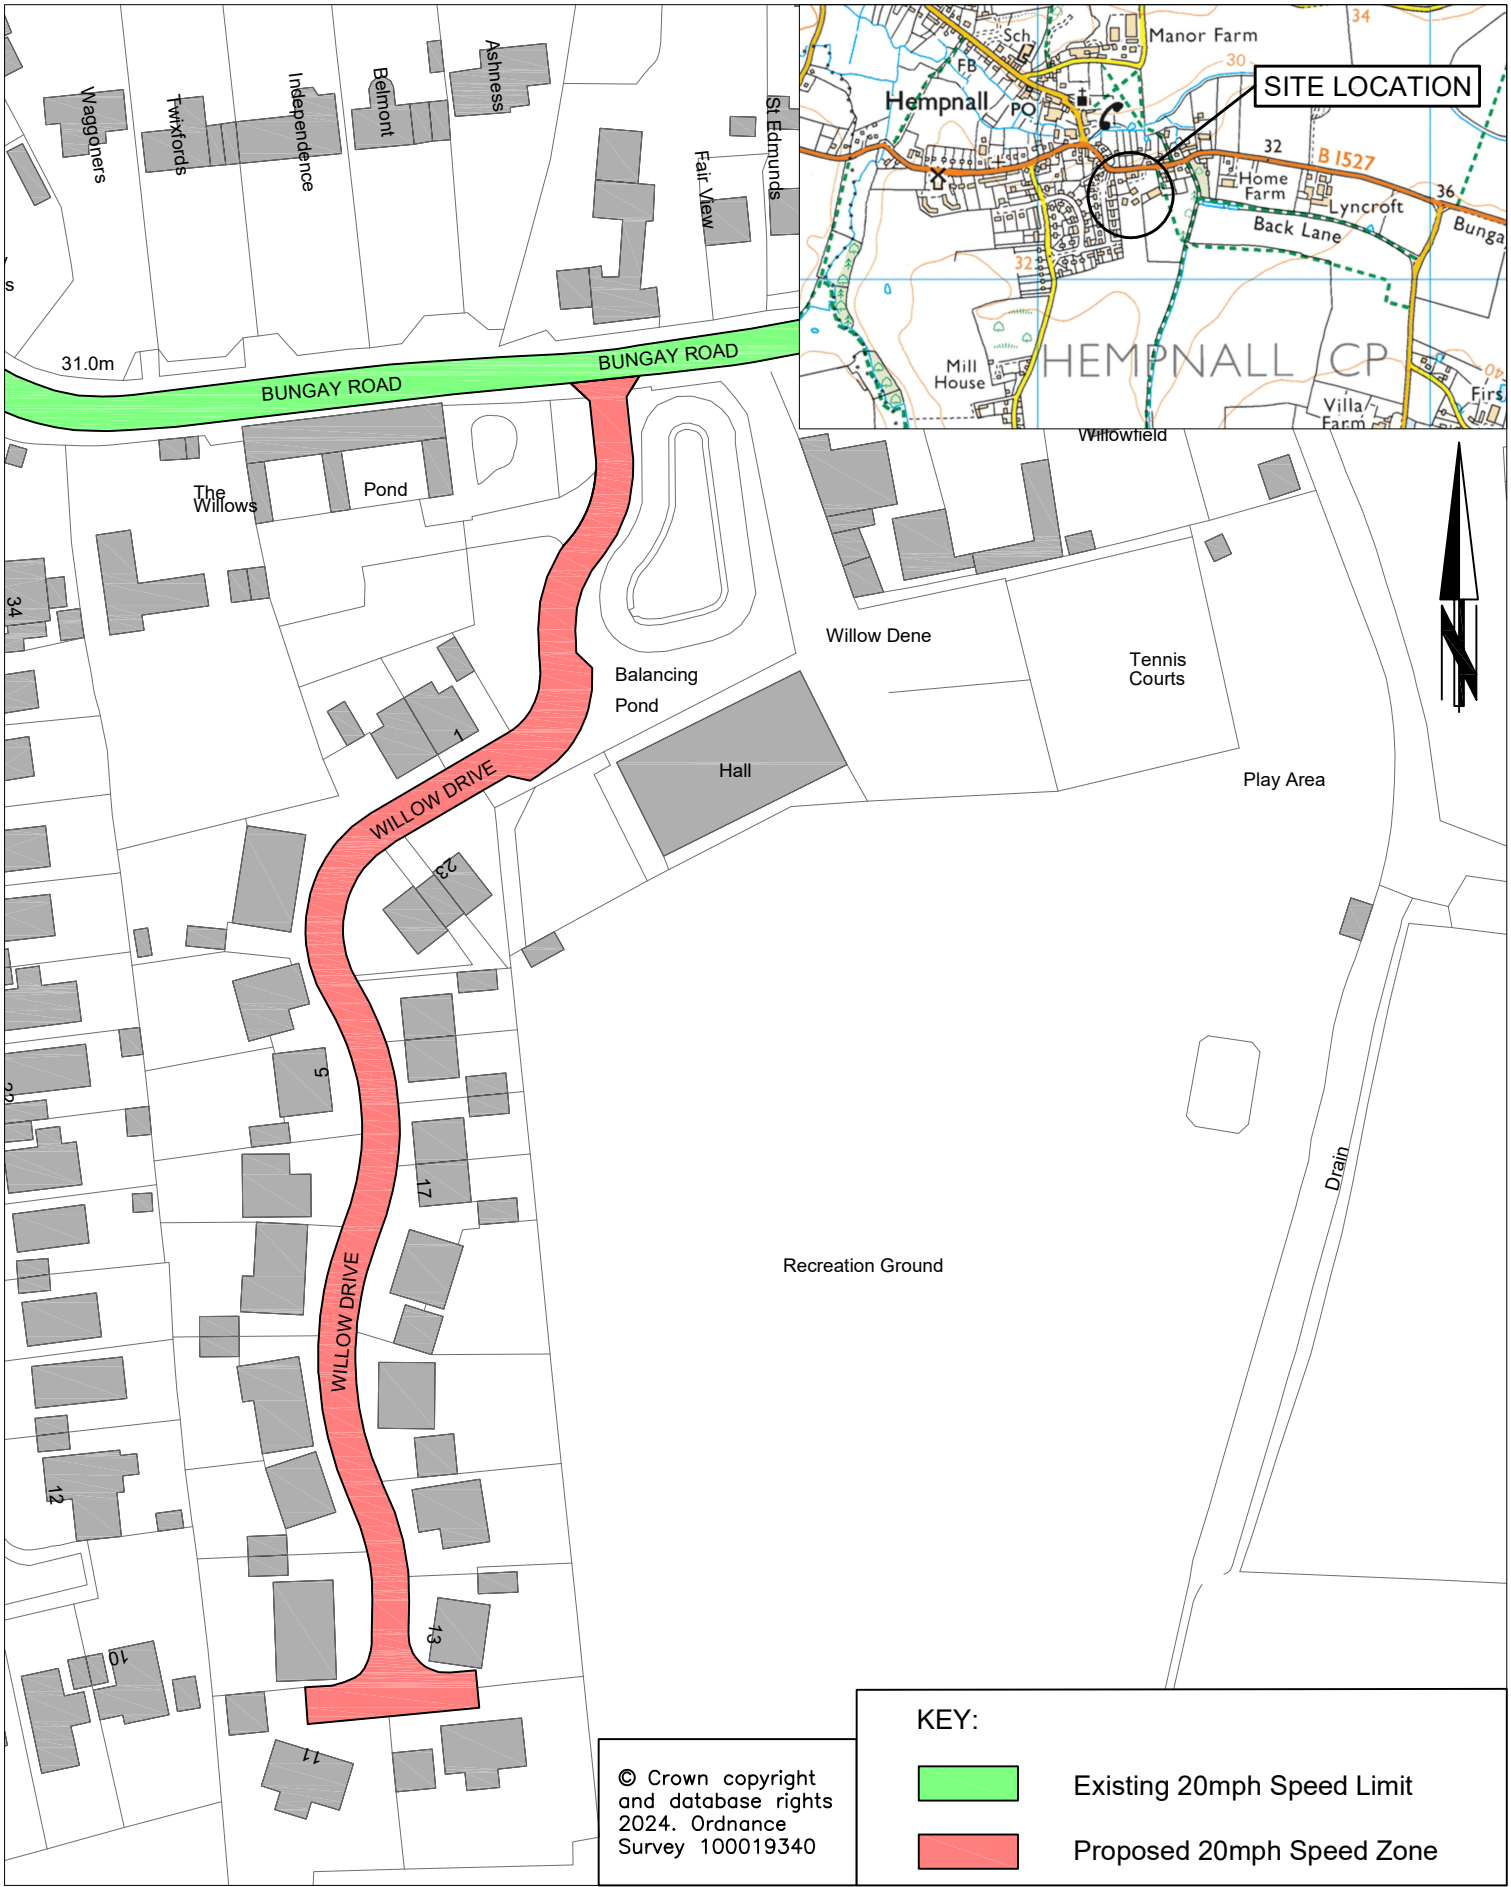 Waggoners
Twixfords
Independence
Belmont
Ashness
Fair View
St Edmunds
s
31.0m
BUNGAY ROAD
BUNGAY ROAD
SITE LOCATION
34
Manor Farm
Sch
FB
30
Hempnall
PO
32
B 1527
Home
Farm
36
Lyncroft
Back Lane
Bunga
32
HEMPNALL CP
Mill
House
40
Firs
Villa
Farm
Willowfield
The
Willows
Pond
34
Willow Dene
Tennis
Courts
Balancing
Pond
1
WILLOW DRIVE
Hall
Play Area
23
5
17
Drain
Recreation Ground
WILLOW DRIVE
12
13
10
11
N
KEY:
Existing 20mph Speed Limit
Proposed 20mph Speed Zone
© Crown copyright
and database rights
2024. Ordnance
Survey 100019340